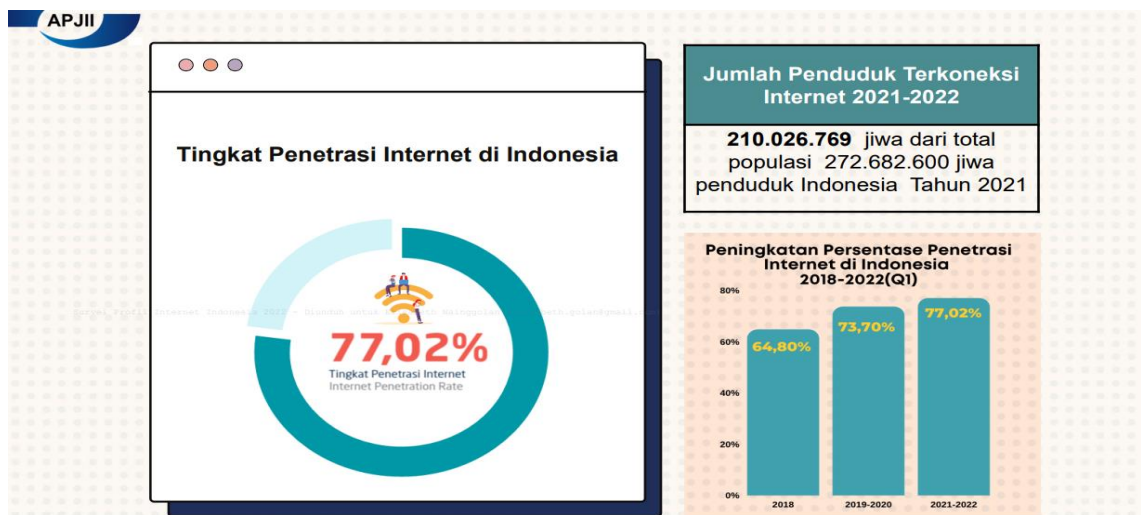 APJII
Tingkat Penetrasi Internet di Indonesia
77,02%
Tingkat Penetrasi Internet
Internet Penetration Rate
Jumlah Penduduk Terkoneksi
Internet 2021-2022
210.026.769 jiwa dari total
populasi 272.682.600 jiwa
penduduk Indonesia Tahun 2021
Peningkatan Persentase Penetrasi
Internet di Indonesia
2018-2022(Q1)
80%
60%
40%
20%
0%
64,80%
73,70%
77,02%
2018
2019-2020
2021-2022